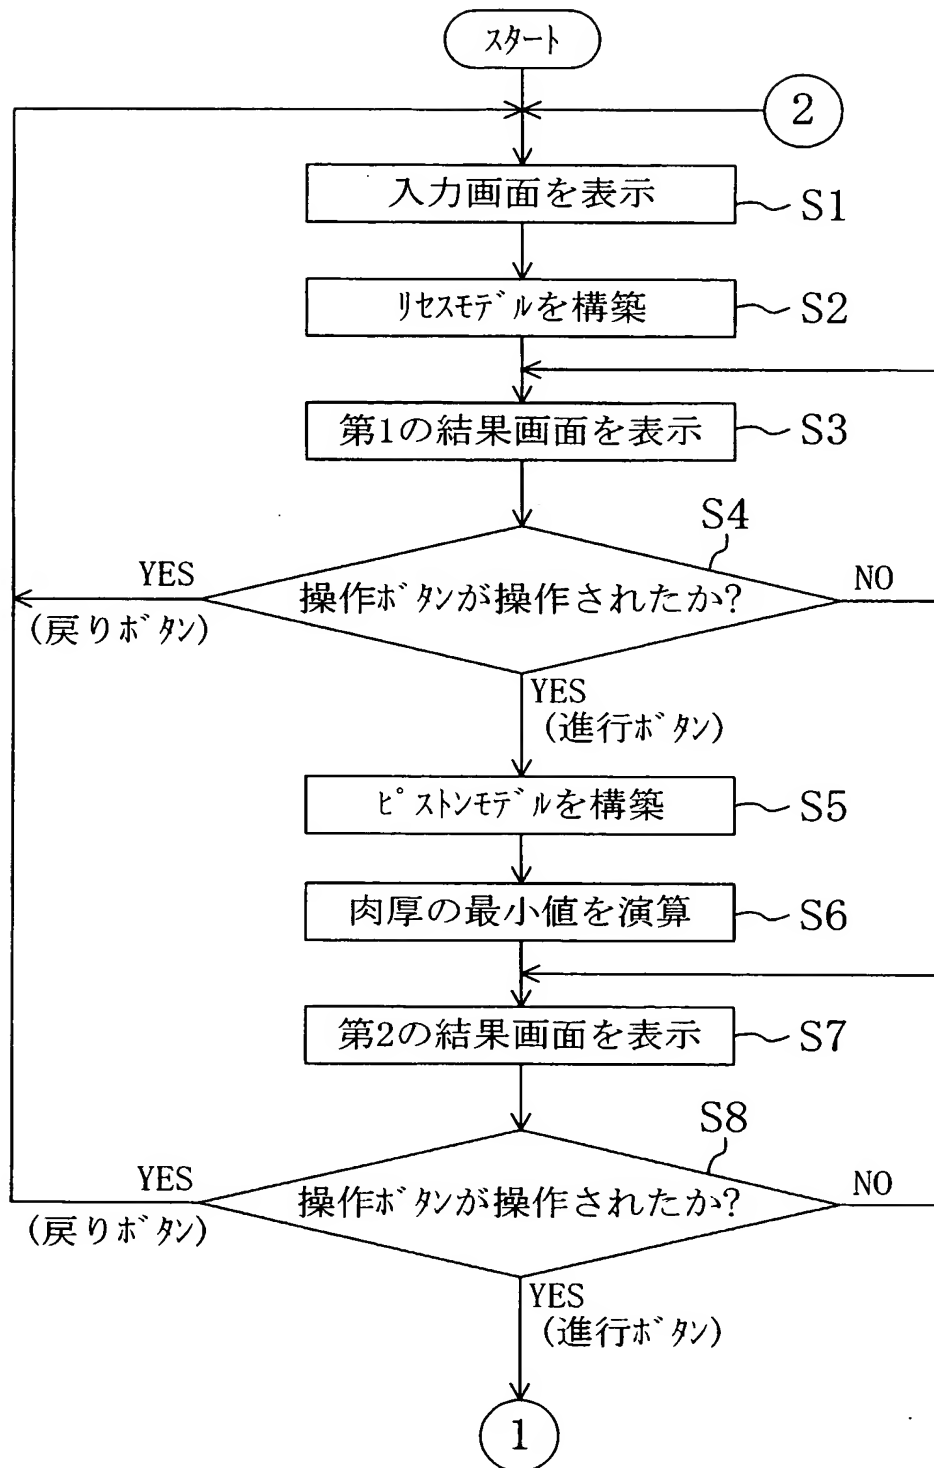 スタート
2
入力画面を表示
S1
リセスモデルを構築
S2
第1の結果画面を表示
S3
S4
YES
操作ボタンが操作されたか?
NO
(戻りボタン)
YES
(進行ボタン)
ピストンモデルを構築
S5
肉厚の最小値を演算
S6
第2の結果画面を表示
S7
S8
YES
操作ボタンが操作されたか?
NO
(戻りボタン)
YES
(進行ボタン)
1